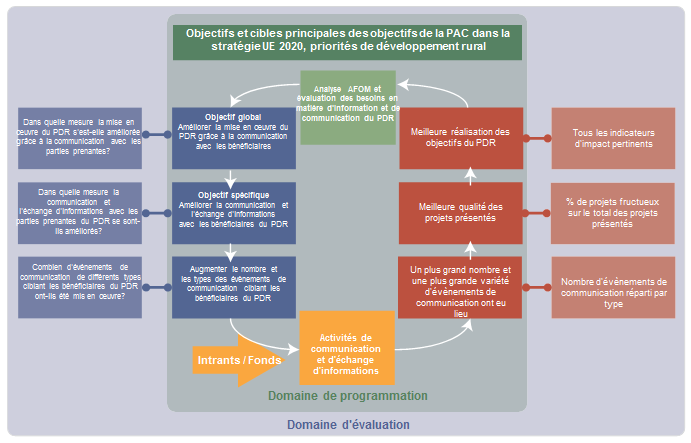 Objectifs et cibles principales des objectifs de la PAC dans la
stratégie UE 2020, priorités de développement rural
Analyse AFOM et
évaluation des besoins en
matière d'information et de
communication du PDR
Dans quelle mesure la mise en
œuvre du PDR s'est-elle améliorée
grâce à la communication avec les
parties prenantes?
Objectif global
Améliorer la mise en œuvre du
PDR grâce à la communication
avec les bénéficiaires
Meilleure réalisation des
objectifs du PDR
Tous les indicateurs
d'impact pertinents
Dans quelle mesure la
communication et
l'échange d'informations avec les
parties prenantes du PDR se sont-
ils améliorés?
Objectif spécifique
Améliorer la communication et
l'échange d'informations
avec les bénéficiaires du PDR
Meilleure qualité des
projets présentés
% de projets fructueux
sur le total des projets
présentés
Combien d'événements de
communication de différents types
ciblant les bénéficiaires du PDR
ont-ils été mis en œuvre?
Augmenter le nombre et
les types des évènements de
communication ciblant les
bénéficiaires du PDR
Un plus grand nombre et
une plus grande variété
d'évènements de
communication ont eu
lieu
Nombre d'événements de
communication réparti par
type
Intrants / Fonds
Activités de
communication
et d'échange
d'informations
Domaine de programmation
Domaine d'évaluation